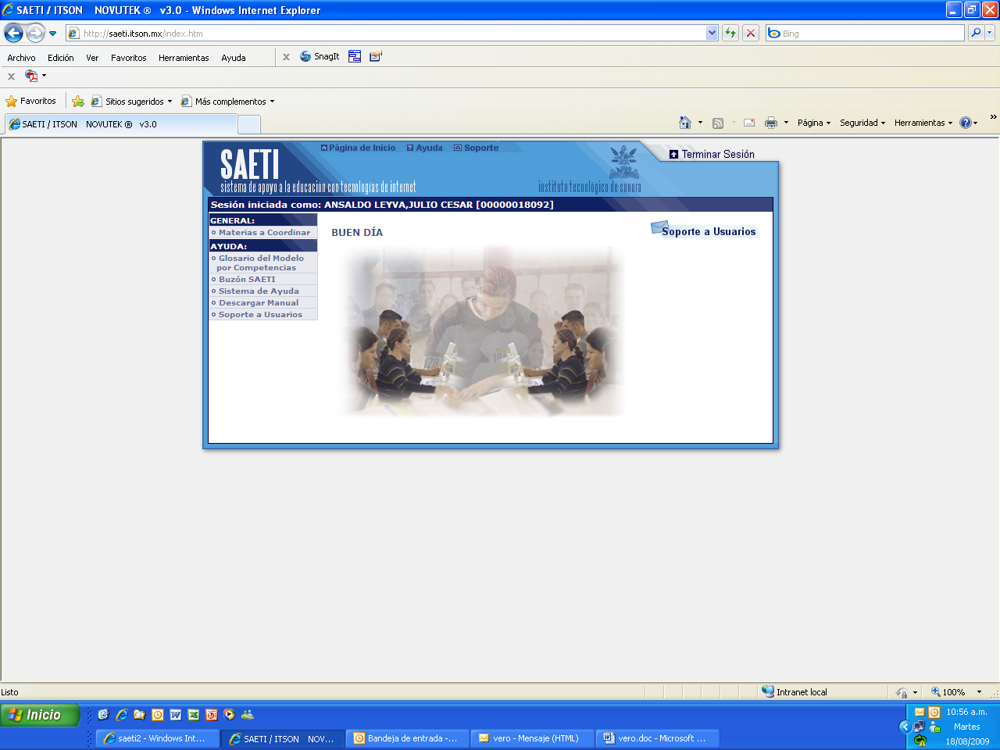 SAETI / ITSON    NOVUTEK ®   v3.0 - Windows Internet Explorer
http://saeti.itson.mx/index.htm
Bing
Archivo Edición Ver Favoritos Herramientas Ayuda
SnagIt
Favoritos
Sitios sugeridos
Más complementos
SAETI / ITSON    NOVUTEK ®   v3.0
Página
Seguridad
Herramientas
Página de Inicio
Ayuda
Soporte
Terminar Sesión
SAETI
sistema de apoyo a la educación con tecnologías de internet
instituto tecnológico de sonora
Sesión iniciada como: ANSALDO LEYVA,JULIO CESAR [00000018092]
GENERAL:
Materias a Coordinar
AYUDA:
Glosario del Modelo
por Competencias
Buzón SAETI
Sistema de Ayuda
Descargar Manual
Soporte a Usuarios
BUEN DÍA
Soporte a Usuarios
Listo
Intranet local
100%
Inicio
saeti2 - Windows Int...
SAETI / ITSON    NOV...
Bandeja de entrada -...
vero - Mensaje (HTML)
vero.doc - Microsoft ...
10:56 a.m.
Martes
18/08/2009